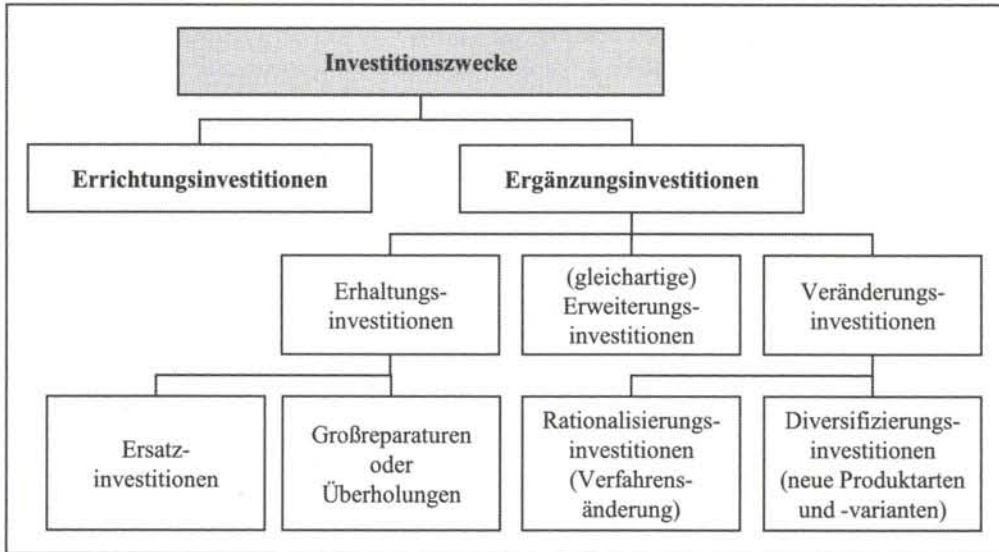 Investitionszwecke
Errichtungsinvestitionen
Ergänzungsinvestitionen
Erhaltungs-
investitionen
(gleichartige)
Erweiterungs-
investitionen
Veränderungs-
investitionen
Ersatz-
investitionen
Großreparaturen
oder
Überholungen
Rationalisierungs-
investitionen
(Verfahrens-
änderung)
Diversifizierungs-
investitionen
(neue Produktarten
und -varianten)